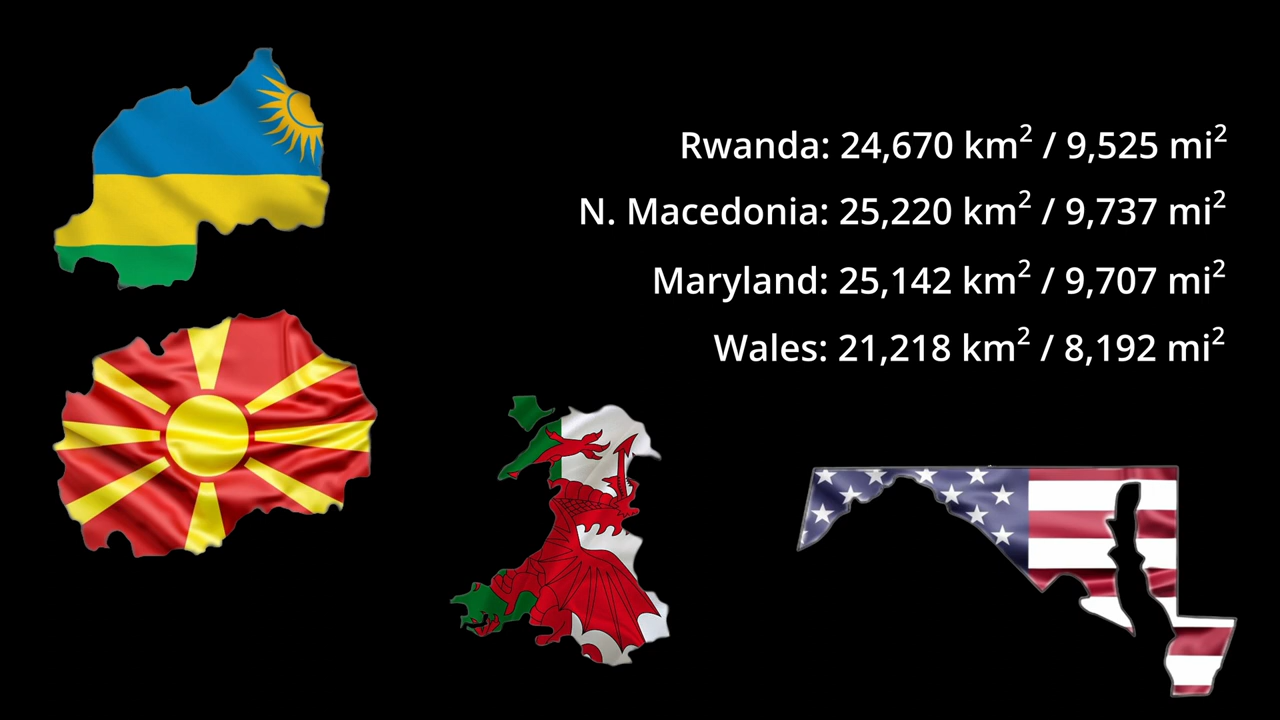 Rwanda: 24,670 km² / 9,525 mi²
N. Macedonia: 25,220 km² / 9,737 mi²
Maryland: 25,142 km² / 9,707 mi²
Wales: 21,218 km² / 8,192 mi²